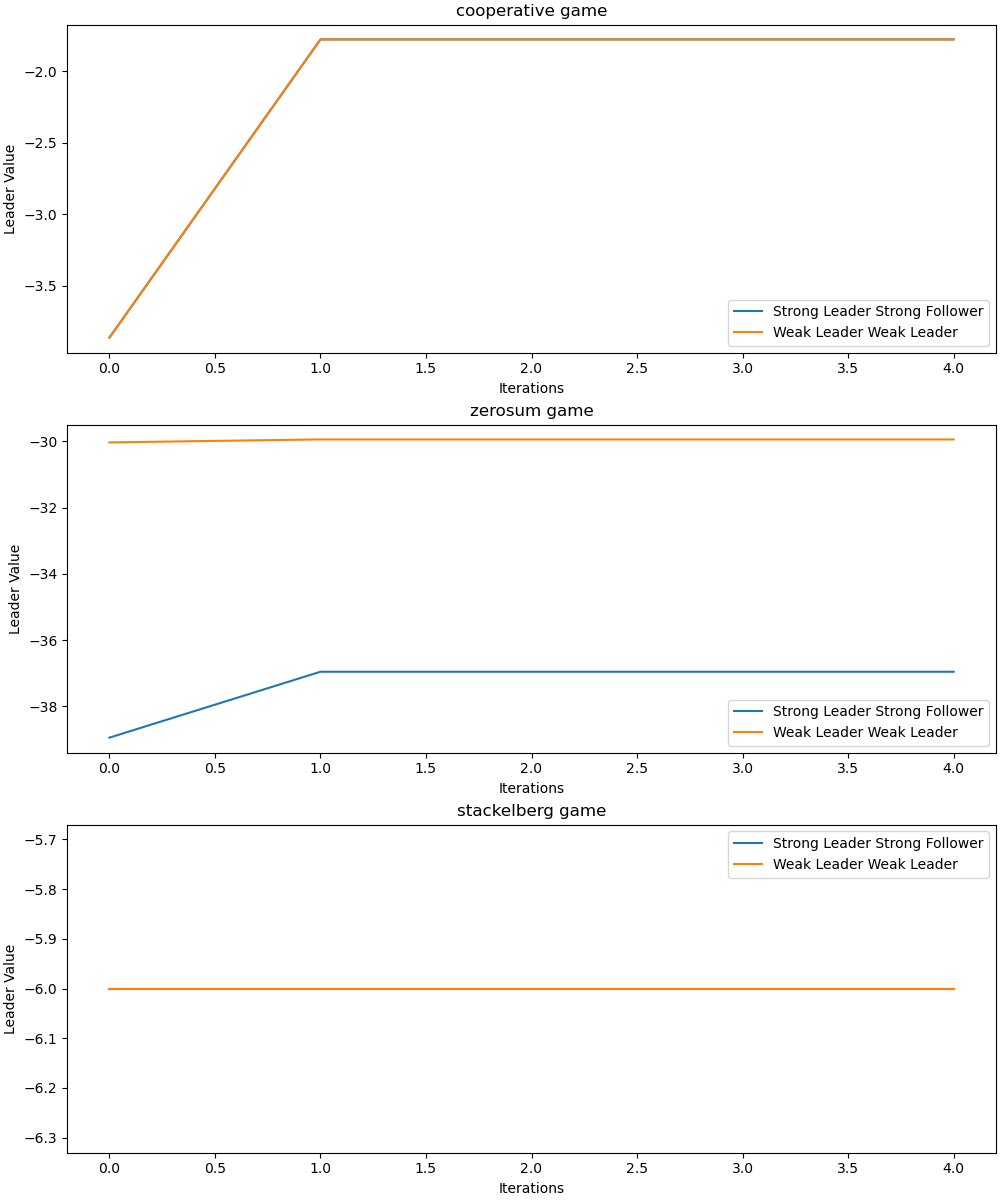 cooperative game
Leader Value
−2.0
−2.5
−3.0
−3.5
Strong Leader Strong Follower
Weak Leader Weak Leader
0.0 0.5 1.0 1.5 2.0 2.5 3.0 3.5 4.0
Iterations
zerosum game
Leader Value
−30
−32
−34
−36
−38
Strong Leader Strong Follower
Weak Leader Weak Leader
0.0 0.5 1.0 1.5 2.0 2.5 3.0 3.5 4.0
Iterations
stackelberg game
Leader Value
−5.7
−5.8
−5.9
−6.0
−6.1
−6.2
−6.3
Strong Leader Strong Follower
Weak Leader Weak Leader
0.0 0.5 1.0 1.5 2.0 2.5 3.0 3.5 4.0
Iterations